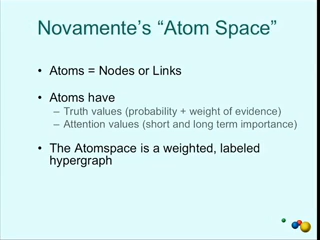 Novamente's “Atom Space”
• Atoms = Nodes or Links
• Atoms have
– Truth values (probability + weight of evidence)
– Attention values (short and long term importance)
• The Atomspace is a weighted, labeled
hypergraph